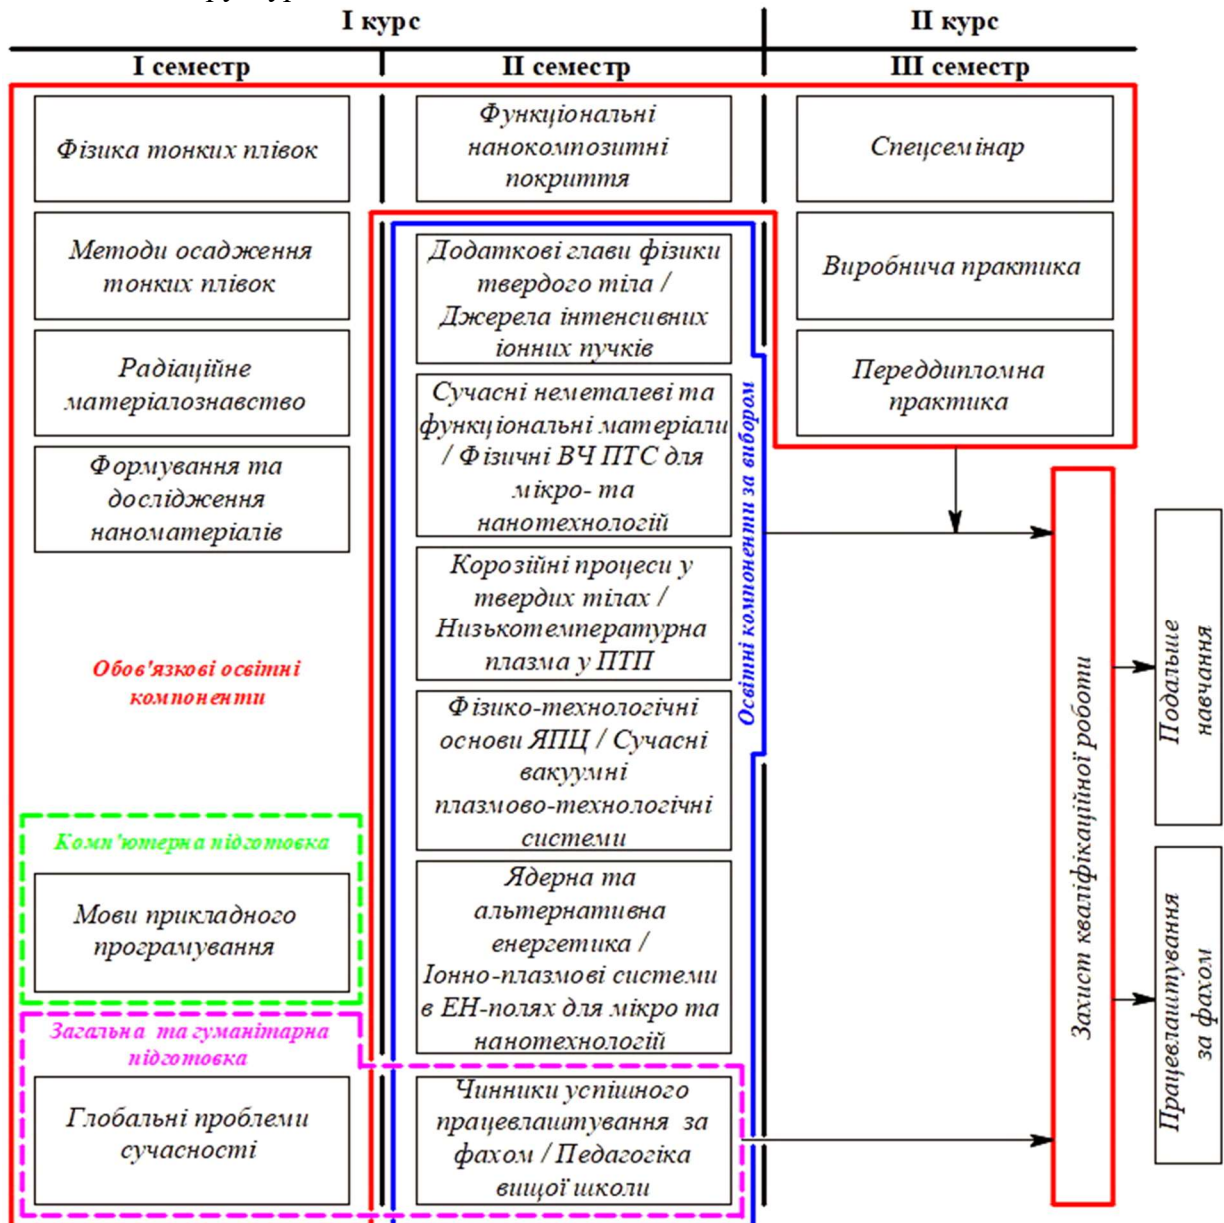 I курс
II курс
I семестр
II семестр
III семестр
Фізика тонких плівок
Методи осадження
тонких плівок
Радіаційне
матеріалознавство
Формування та
дослідження
наноматеріалів
Обов'язкові освітні
компоненти
Комп'ютерна підготовка
Мови прикладного
програмування
Загальна та гуманітарна
підготовка
Глобальні проблеми
сучасності
Функціональні
нанокомпозитні
покриття
Додаткові глави фізики
твердого тіла /
Джерела інтенсивних
іонних пучків
Сучасні неметалеві та
функціональні матеріали
/ Фізичні ВЧ ПТС для
мікро- та
нанотехнологій
Корозійні процеси у
твердих тілах /
Низькотемпературна
плазма у ПТП
Фізико-технологічні
основи ЯПЦ / Сучасні
вакуумні
плазмово-технологічні
системи
Ядерна та
альтернативна
енергетика /
Іонно-плазмові системи
в ЕН-полях для мікро та
нанотехнологій
Чинники успішного
працевлаштування за
фахом / Педагогіка
вищої школи
Освітні компоненти за вибором
Спецсемінар
Виробнича практика
Переддипломна
практика
Захист кваліфікаційної роботи
Подальше
навчання
Працевлаштування
за фахом